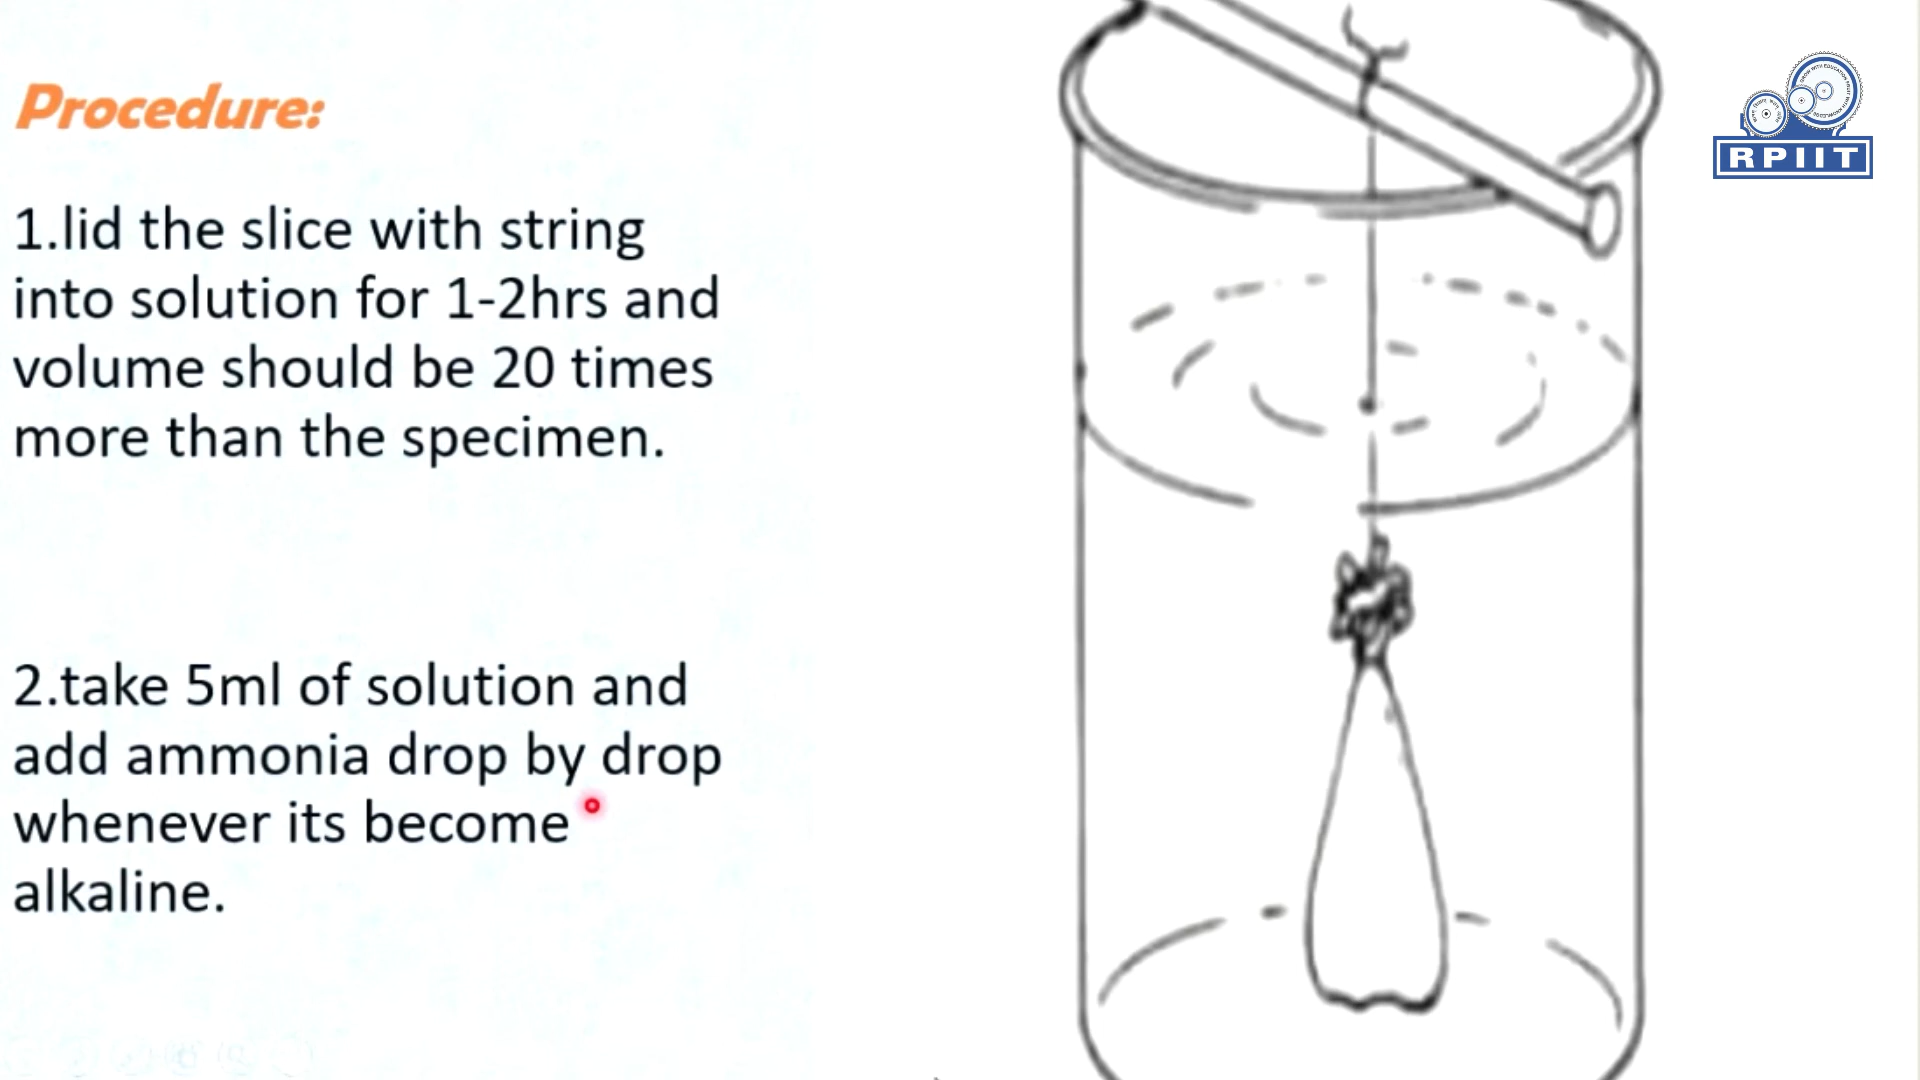 Procedure:
1.lid the slice with string
into solution for 1-2hrs and
volume should be 20 times
more than the specimen.
2.take 5ml of solution and
add ammonia drop by drop
whenever its become
alkaline.
RPIIT